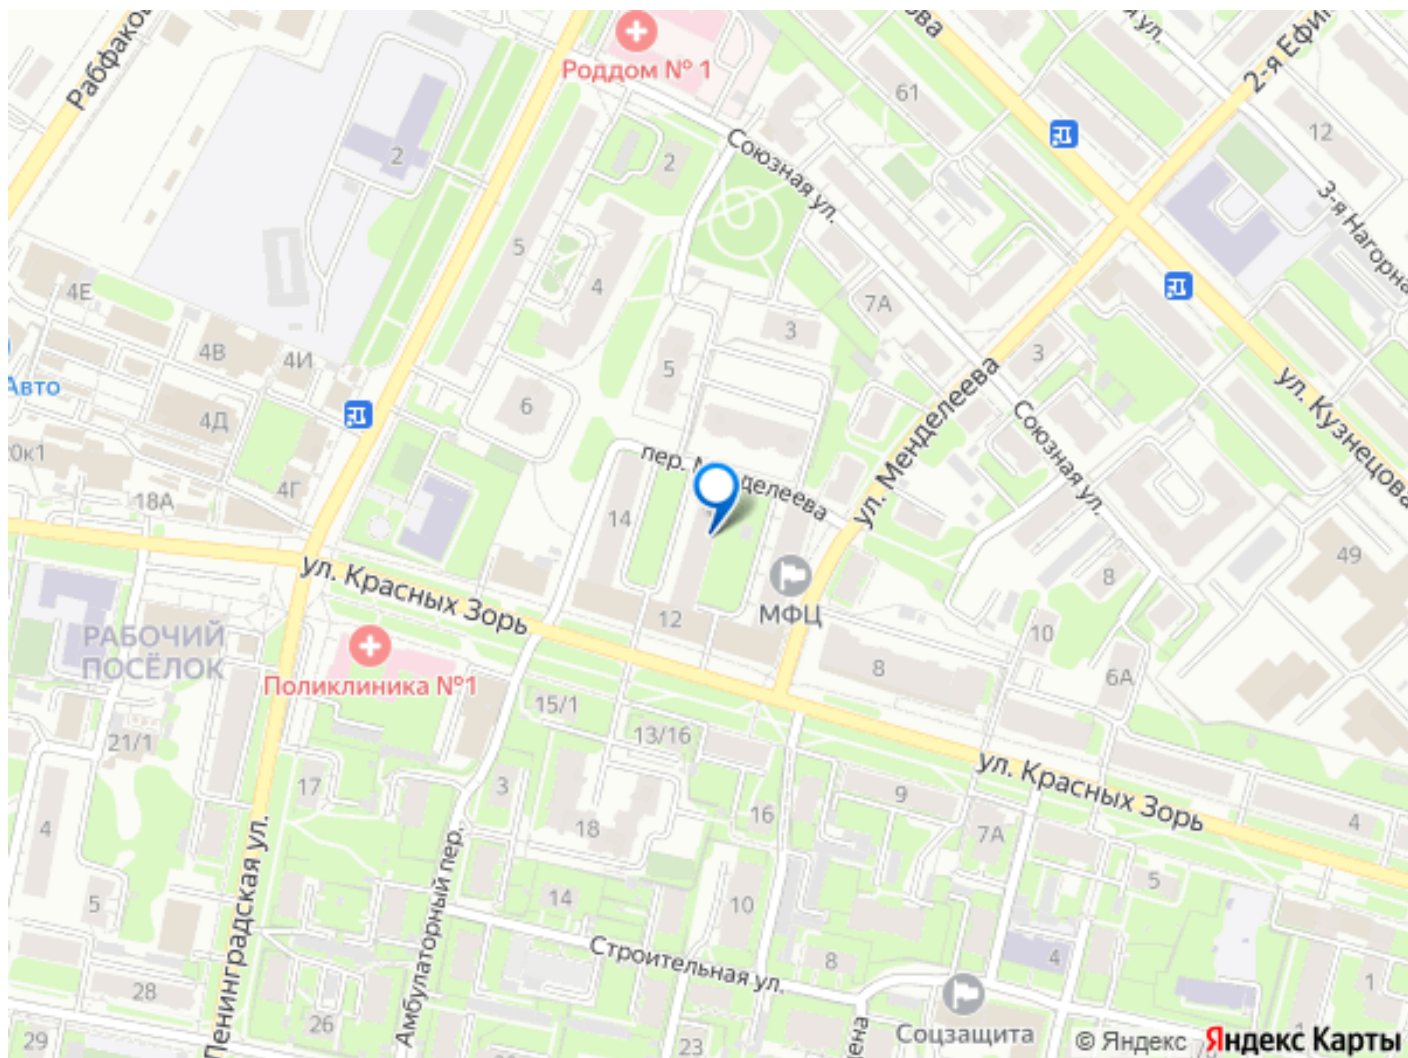 Рабфаков
Роддом № 1
ова
я ул.
2-я Ефи
61
12
2
2
Союзная ул.
3-я Нагорна
5
4
4Е
7А
3
3
4В
4И
5
Авто
6
4Д
ул. Менделеева
ул. Кузнецова
Союзная ул.
0к1
4Г
18А
пер. М
делеева
14
49
8
ул. Красных Зорь
МФЦ
12
10
РАБОЧИЙ
ПОСЁЛОК
Поликлиника №1
8
6А
15/1
13/16
21/1
17
3
ул. Красных Зорь
9
16
18
7А
4
4
Ленинградская ул.
Амбулаторный пер.
5
14
10
5
Строительная ул.
8
4
1
28
26
29
23
ена
Соцзащита
1
© Яндекс Яндекс Карты